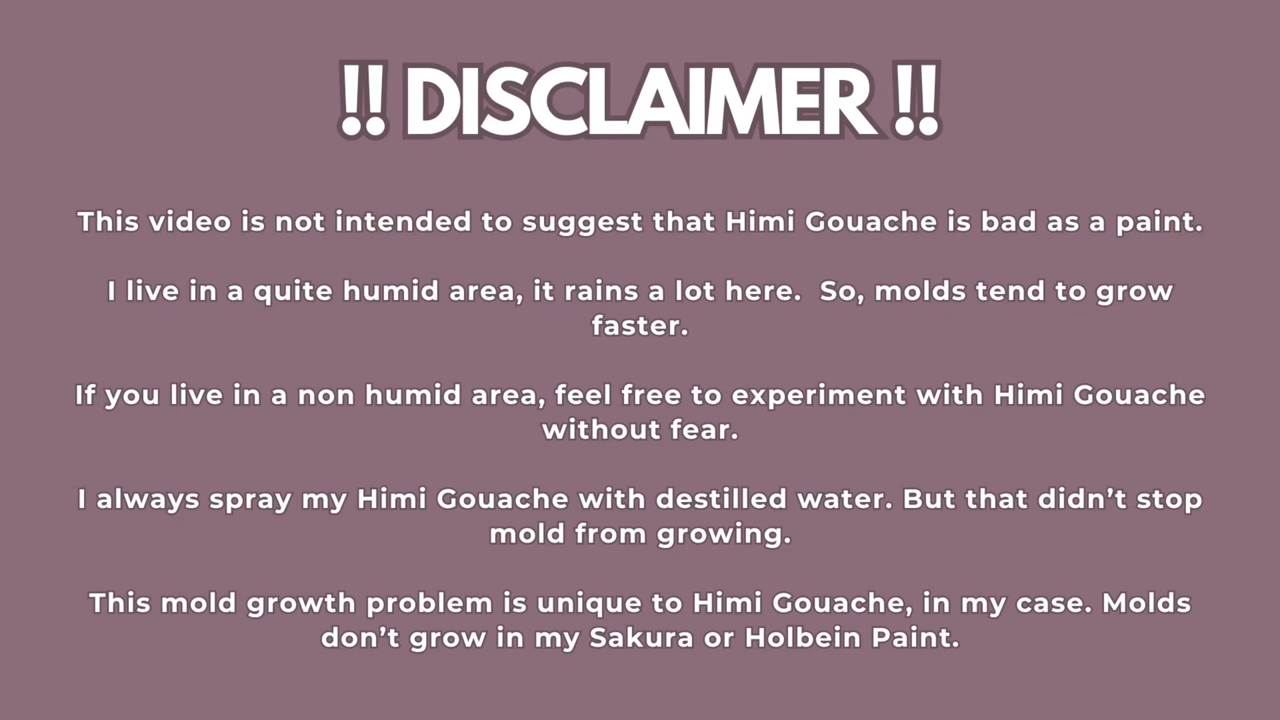 !! DISCLAIMER !!
This video is not intended to suggest that Himi Gouache is bad as a paint.
I live in a quite humid area, it rains a lot here.  So, molds tend to grow
faster.
If you live in a non humid area, feel free to experiment with Himi Gouache
without fear.
I always spray my Himi Gouache with destilled water. But that didn’t stop
mold from growing.
This mold growth problem is unique to Himi Gouache, in my case. Molds
don’t grow in my Sakura or Holbein Paint.